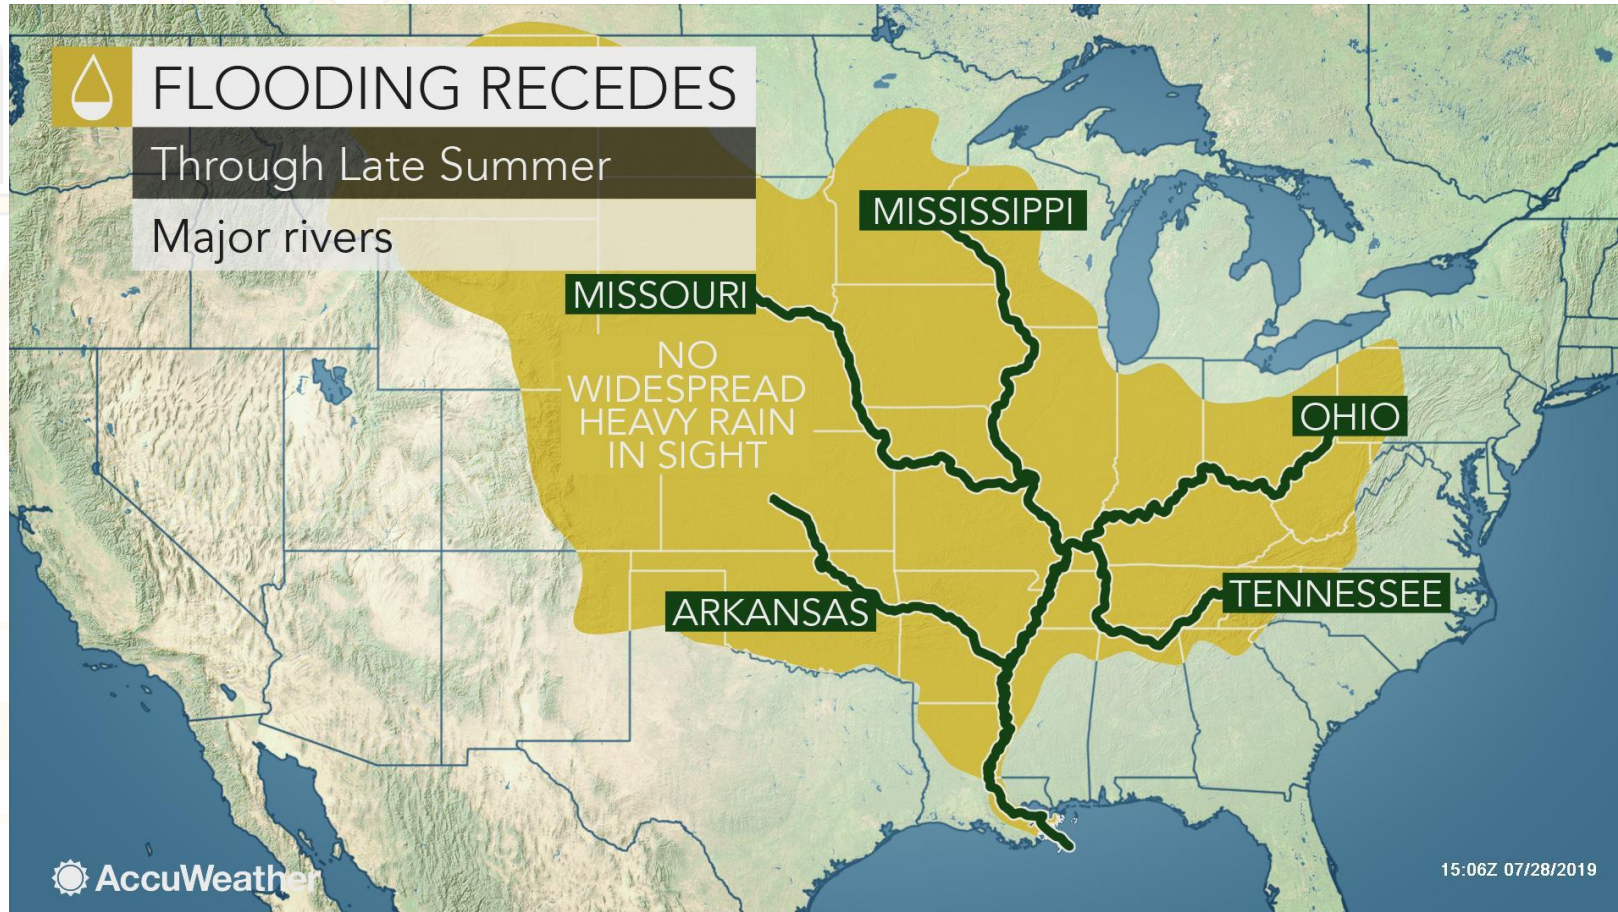 FLOODING RECEDES
Through Late Summer
Major rivers
MISSISSIPPI
MISSOURI
NO
WIDESPREAD
HEAVY RAIN
IN SIGHT
OHIO
TENNESSEE
ARKANSAS
AccuWeather
15:06Z 07/28/2019